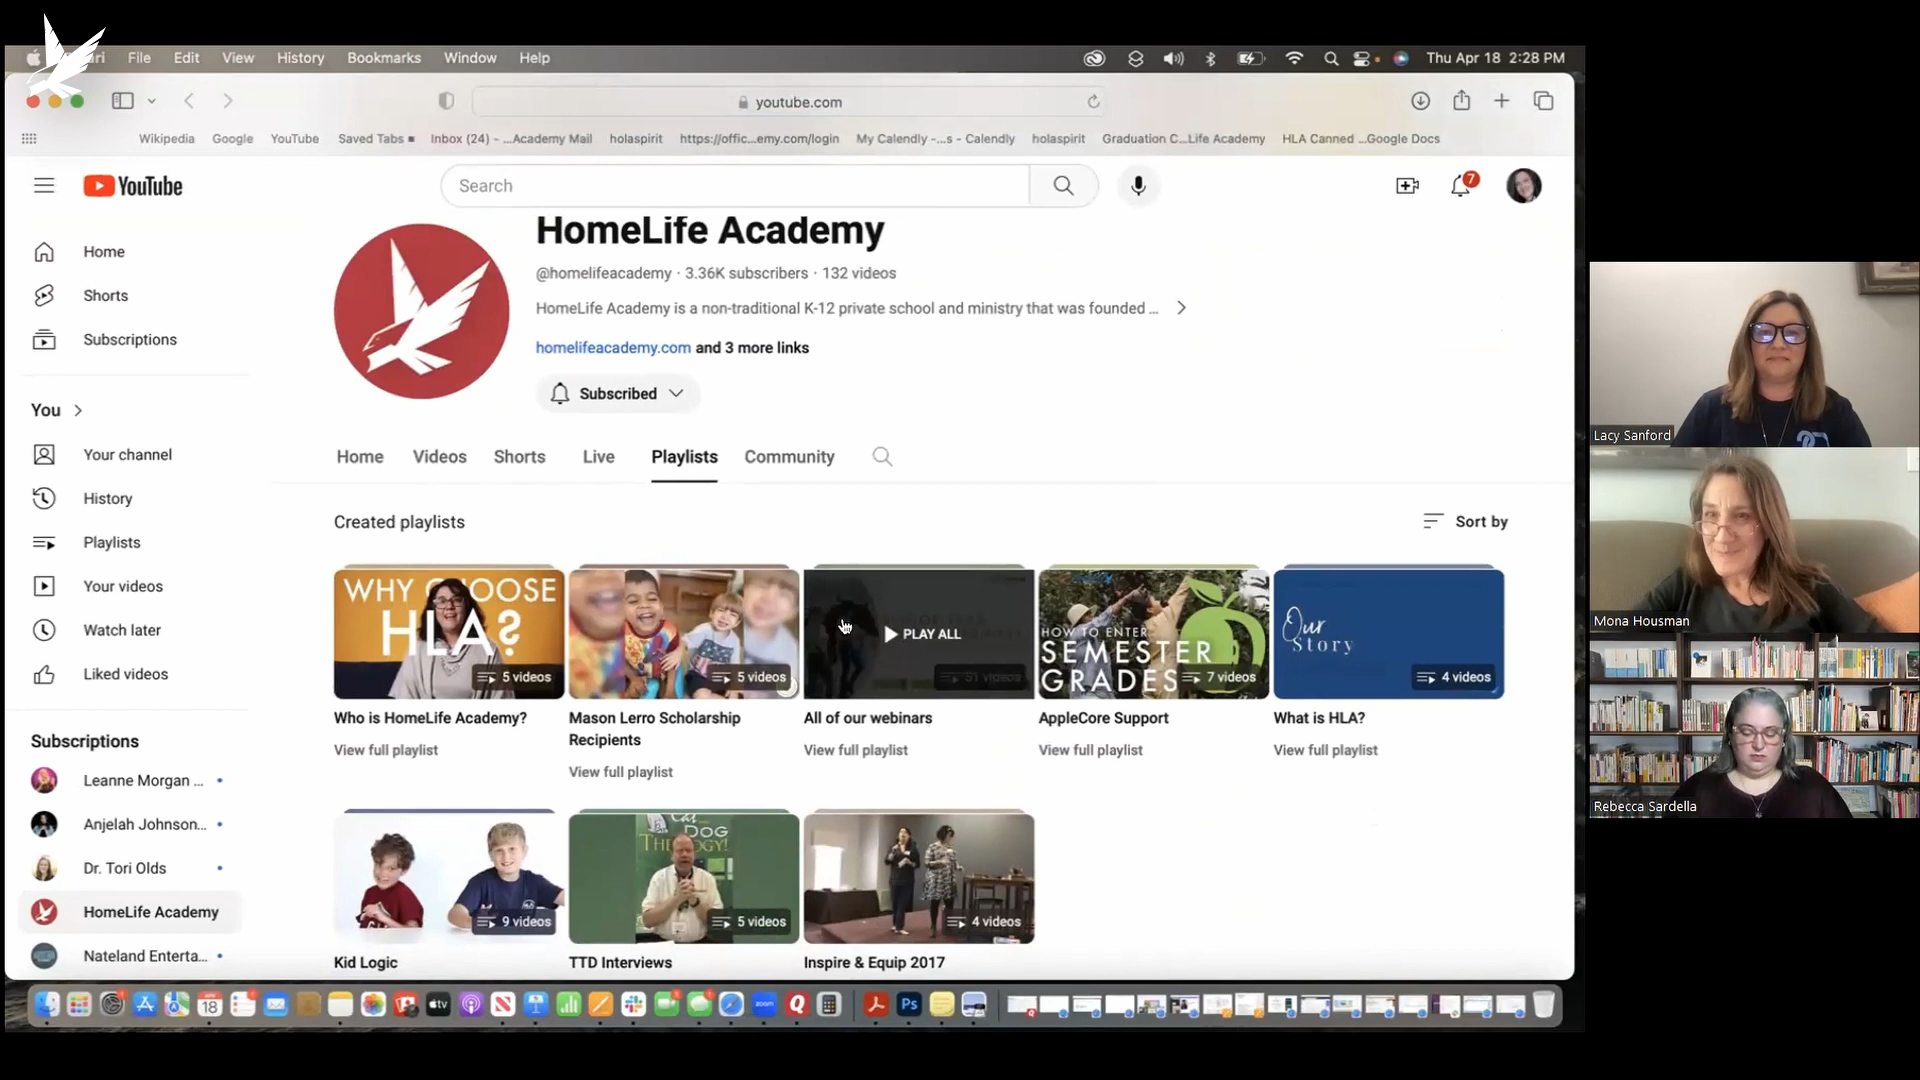 File Edit View History Bookmarks Window Help
Thu Apr 18 2:28 PM
youtube.com
Wikipedia Google YouTube Saved Tabs Inbox (24) – ...Academy Mail holaspirit https://offic...emy.com/login My Calendly -...s - Calendly holaspirit Graduation C...Life Academy HLA Canned ...Google Docs
YouTube
Search
7
HomeLife Academy
@homelifeacademy · 3.36K subscribers · 132 videos
HomeLife Academy is a non-traditional K-12 private school and ministry that was founded ...
homelifeacademy.com and 3 more links
Subscribed
Home Videos Shorts Live Playlists Community
Home
Shorts
Subscriptions
You
Your channel
History
Playlists
Your videos
Watch later
Liked videos
Subscriptions
Leanne Morgan ...
Anjelah Johnson...
Dr. Tori Olds
HomeLife Academy
Nateland Enterta...
Created playlists
Sort by
WHY CHOOSE
HLA?
5 videos
Who is HomeLife Academy?
View full playlist
5 videos
Mason Lerro Scholarship
Recipients
View full playlist
PLAY ALL
All of our webinars
View full playlist
HOW TO ENTER
SEMESTER
GRADES
7 videos
AppleCore Support
View full playlist
Our
Story
4 videos
What is HLA?
View full playlist
9 videos
Kid Logic
DOG
5 videos
TTD Interviews
4 videos
Inspire & Equip 2017
Lacy Sanford
Mona Housman
Rebecca Sardella
18
tv
zoom
Ps